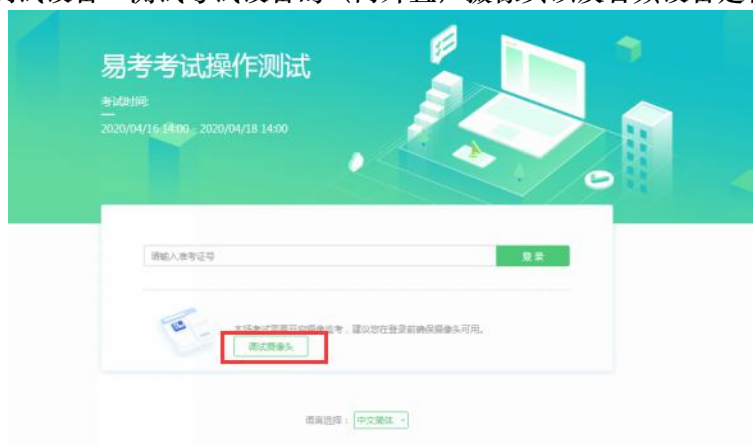 易考考试操作测试
考试时间:
2020/04/16 14:00 - 2020/04/18 14:00
请输入准考证号
登录
本场考试需要开启摄像监考，建议您在登录前确保摄像头可用。
调试摄像头
语言选择： 中文简体